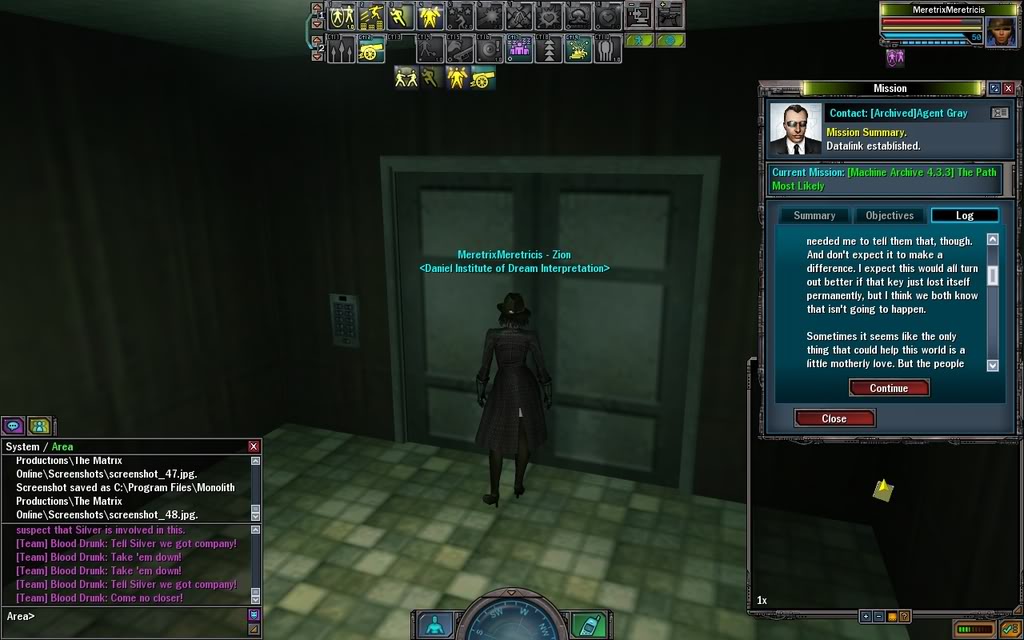 MeretrixMeretricis
50
Mission
Contact: [Archived]Agent Gray
Mission Summary.
Datalink established.
Current Mission: [Machine Archive 4.3.3] The Path
Most Likely
Summary
Objectives
Log
needed me to tell them that, though.
And don't expect it to make a
difference. I expect this would all turn
out better if that key just lost itself
permanently, but I think we both know
that isn't going to happen.
Sometimes it seems like the only
thing that could help this world is a
little motherly love. But the people
Continue
Close
MeretrixMeretricis - Zion
<Daniel Institute of Dream Interpretation>
System / Area
Productions\The Matrix
Online\Screenshots\screenshot_47.jpg.
Screenshot saved as C:\Program Files\Monolith
Productions\The Matrix
Online\Screenshots\screenshot_48.jpg.
suspect that Silver is involved in this.
[Team] Blood Drunk: Tell Silver we got company!
[Team] Blood Drunk: Take 'em down!
[Team] Blood Drunk: Take 'em down!
[Team] Blood Drunk: Tell Silver we got company!
[Team] Blood Drunk: Come no closer!
Area>
SW
W
1x